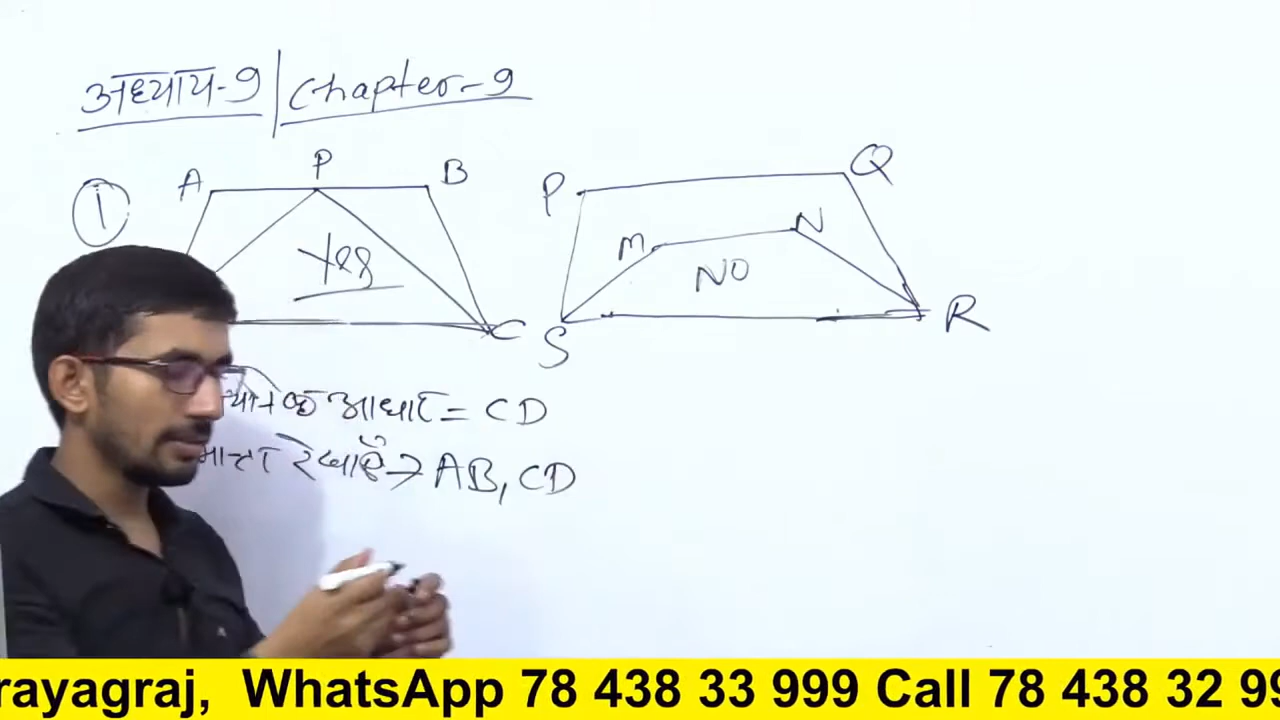 अध्याय-9 | Chapter-9
①
A P B
P Q
M N
Yes
NO
C
S R
आधार = CD
रेखाएँ → AB, CD
rayagraj, WhatsApp 78 438 33 999 Call 78 438 32 99